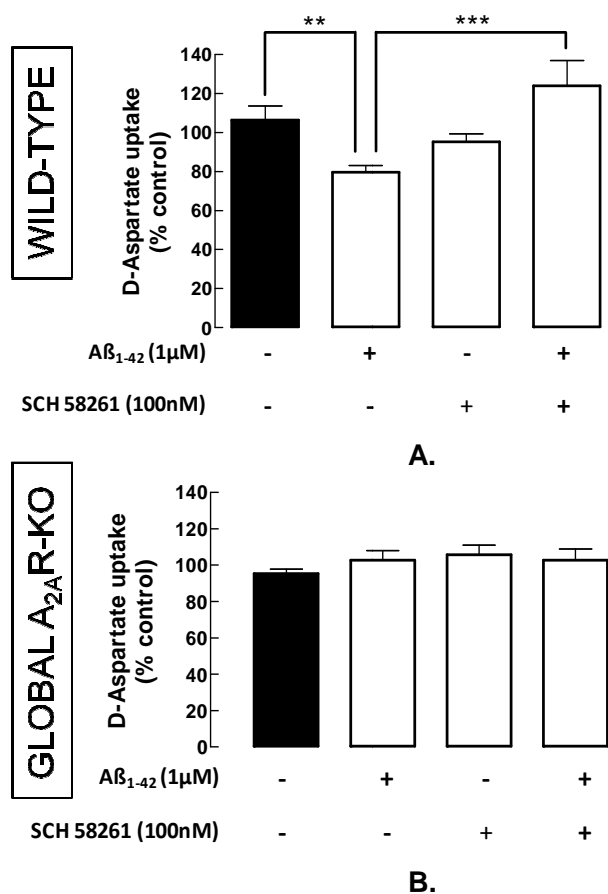 WILD-TYPE
D-Aspartate uptake
(% control)
140
120
100
80
60
40
20
0
** ***
Aß1-42 (1µM) - + - +
SCH 58261 (100nM) - - + +
A.
GLOBAL A2AR-KO
D-Aspartate uptake
(% control)
140
120
100
80
60
40
20
0
Aß1-42 (1µM) - + - +
SCH 58261 (100nM) - - + +
B.